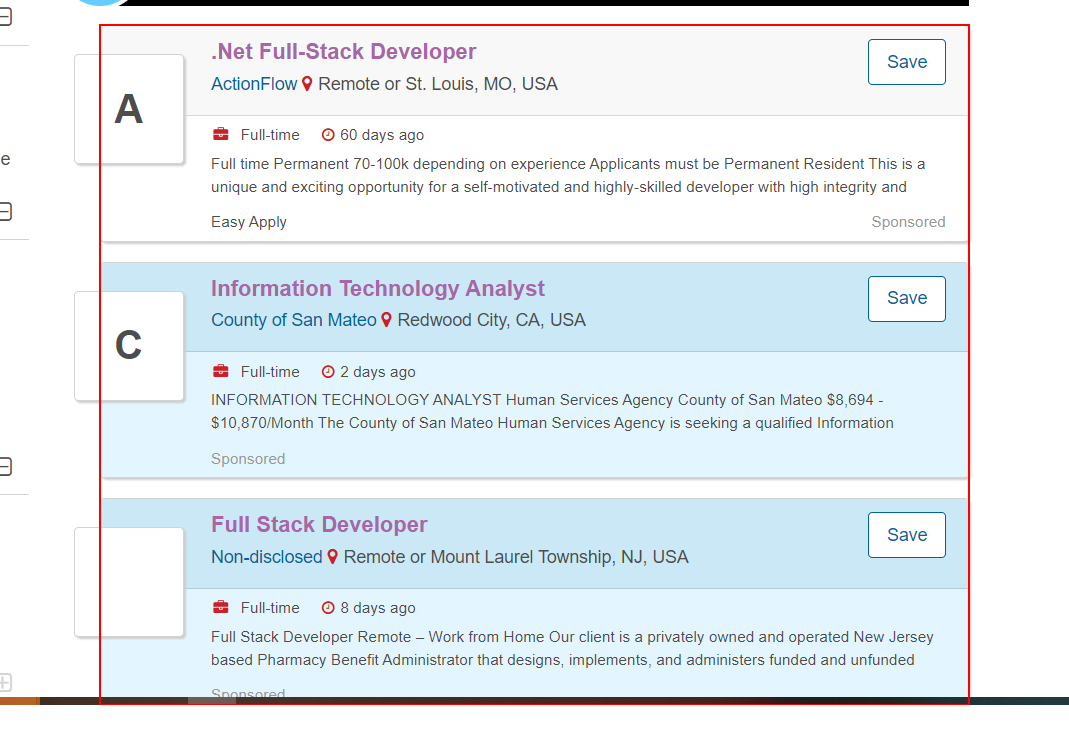 e
.Net Full-Stack Developer
Save
ActionFlow Remote or St. Louis, MO, USA
A
Full-time 60 days ago
Full time Permanent 70-100k depending on experience Applicants must be Permanent Resident This is a
unique and exciting opportunity for a self-motivated and highly-skilled developer with high integrity and
Easy Apply
Sponsored
Information Technology Analyst
Save
County of San Mateo Redwood City, CA, USA
C
Full-time 2 days ago
INFORMATION TECHNOLOGY ANALYST Human Services Agency County of San Mateo $8,694 -
$10,870/Month The County of San Mateo Human Services Agency is seeking a qualified Information
Sponsored
Full Stack Developer
Save
Non-disclosed Remote or Mount Laurel Township, NJ, USA
Full-time 8 days ago
Full Stack Developer Remote – Work from Home Our client is a privately owned and operated New Jersey
based Pharmacy Benefit Administrator that designs, implements, and administers funded and unfunded
Sponsored